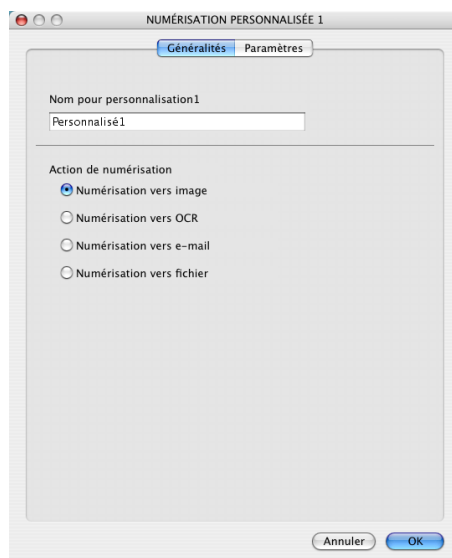 NUMÉRISATION PERSONNALISÉE 1
Généralités Paramètres
Nom pour personnalisation1
Personnalisé1
Action de numérisation
Numérisation vers image
Numérisation vers OCR
Numérisation vers e-mail
Numérisation vers fichier
Annuler OK